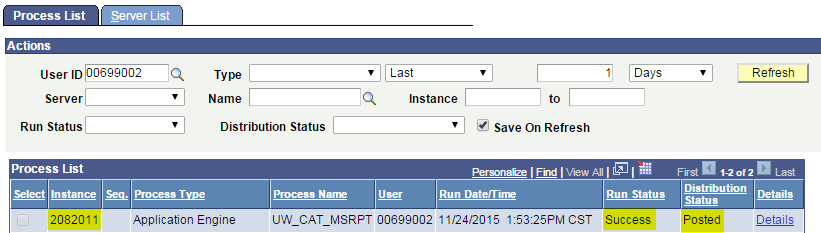 Process List Server List
Actions
User ID 00699002 Type Last 1 Days Refresh
Server Name Instance to
Run Status Distribution Status Save On Refresh
Process List Personalize | Find | View All | | First 1-2 of 2 Last
Select Instance Seq. Process Type Process Name User Run Date/Time Run Status Distribution Status Details
2082011 Application Engine UW_CAT_MSRPT 00699002 11/24/2015 1:53:25PM CST Success Posted Details